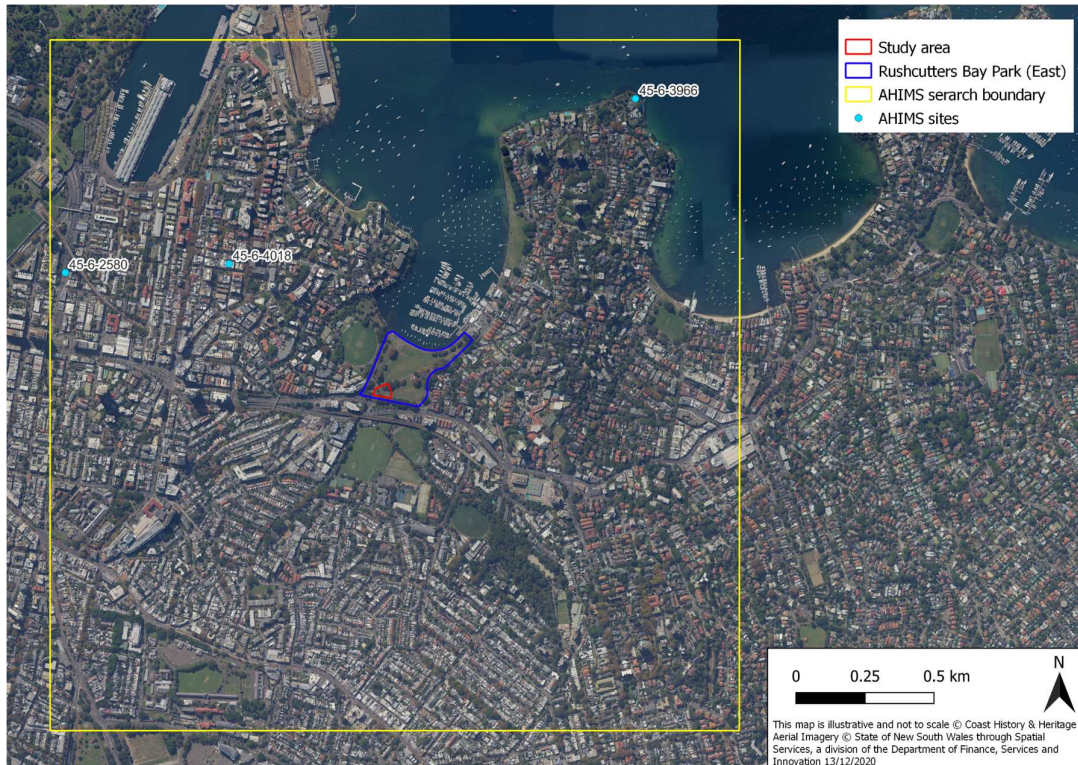 Study area
Rushcutters Bay Park (East)
AHIMS serarch boundary
AHIMS sites
45-6-3966
45-6-4018
45-6-2580
0 0.25 0.5 km
N
This map is illustrative and not to scale © Coast History & Heritage
Aerial Imagery © State of New South Wales through Spatial
Services, a division of the Department of Finance, Services and
Innovation 13/12/2020